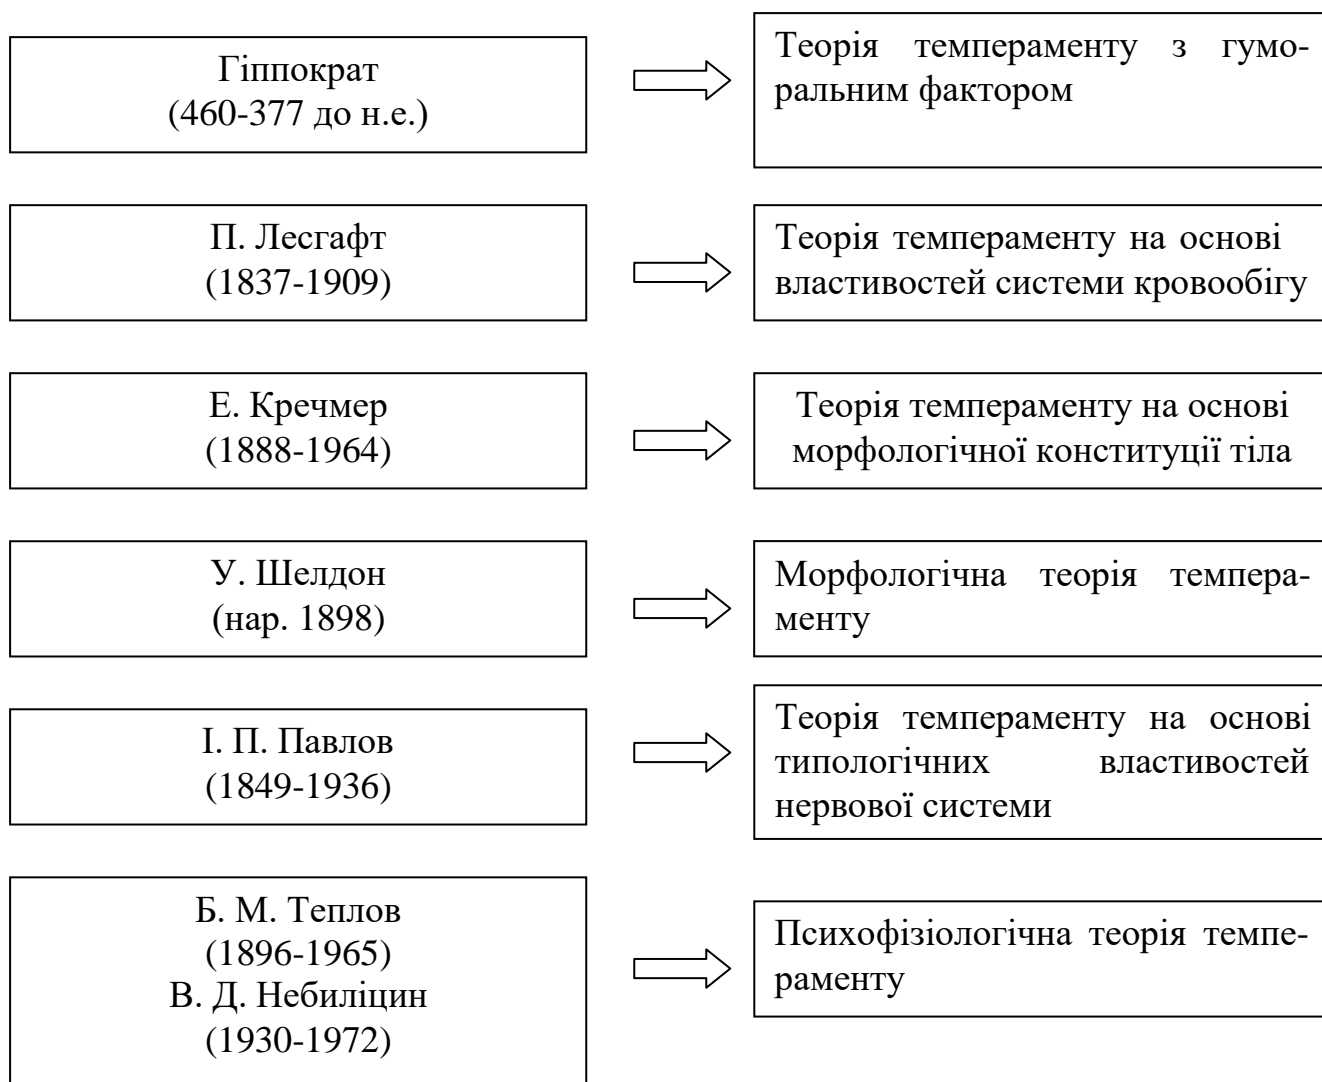 Гіппократ
(460-377 до н.е.)
Теорія темпераменту з гумо-
ральним фактором
П. Лесгафт
(1837-1909)
Теорія темпераменту на основі
властивостей системи кровообігу
Е. Кречмер
(1888-1964)
Теорія темпераменту на основі
морфологічної конституції тіла
У. Шелдон
(нар. 1898)
Морфологічна теорія темпера-
менту
І. П. Павлов
(1849-1936)
Теорія темпераменту на основі
типологічних властивостей
нервової системи
Б. М. Теплов
(1896-1965)
В. Д. Небиліцин
(1930-1972)
Психофізіологічна теорія темпе-
раменту